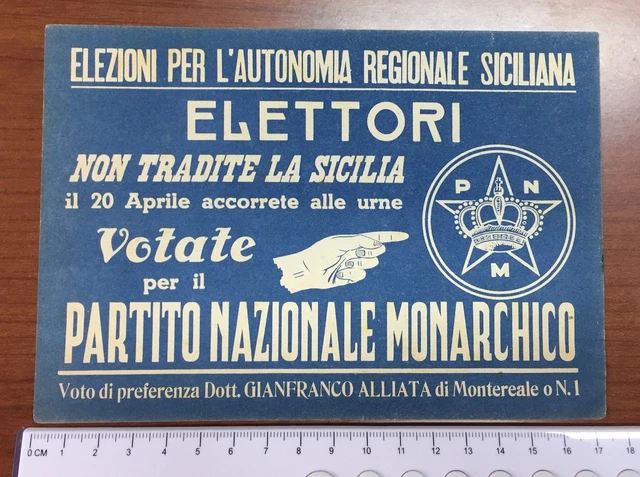 ELEZIONI PER L'AUTONOMIA REGIONALE SICILIANA
ELETTORI
NON TRADITE LA SICILIA
il 20 Aprile accorrete alle urne
Votate
per il
P N
M
PARTITO NAZIONALE MONARCHICO
Voto di preferenza Dott. GIANFRANCO ALLIATA di Montereale o N. 1
0 CM 1 2 3 4 5 6 7 8 9 10 11 12 13 14 15 16 17 18